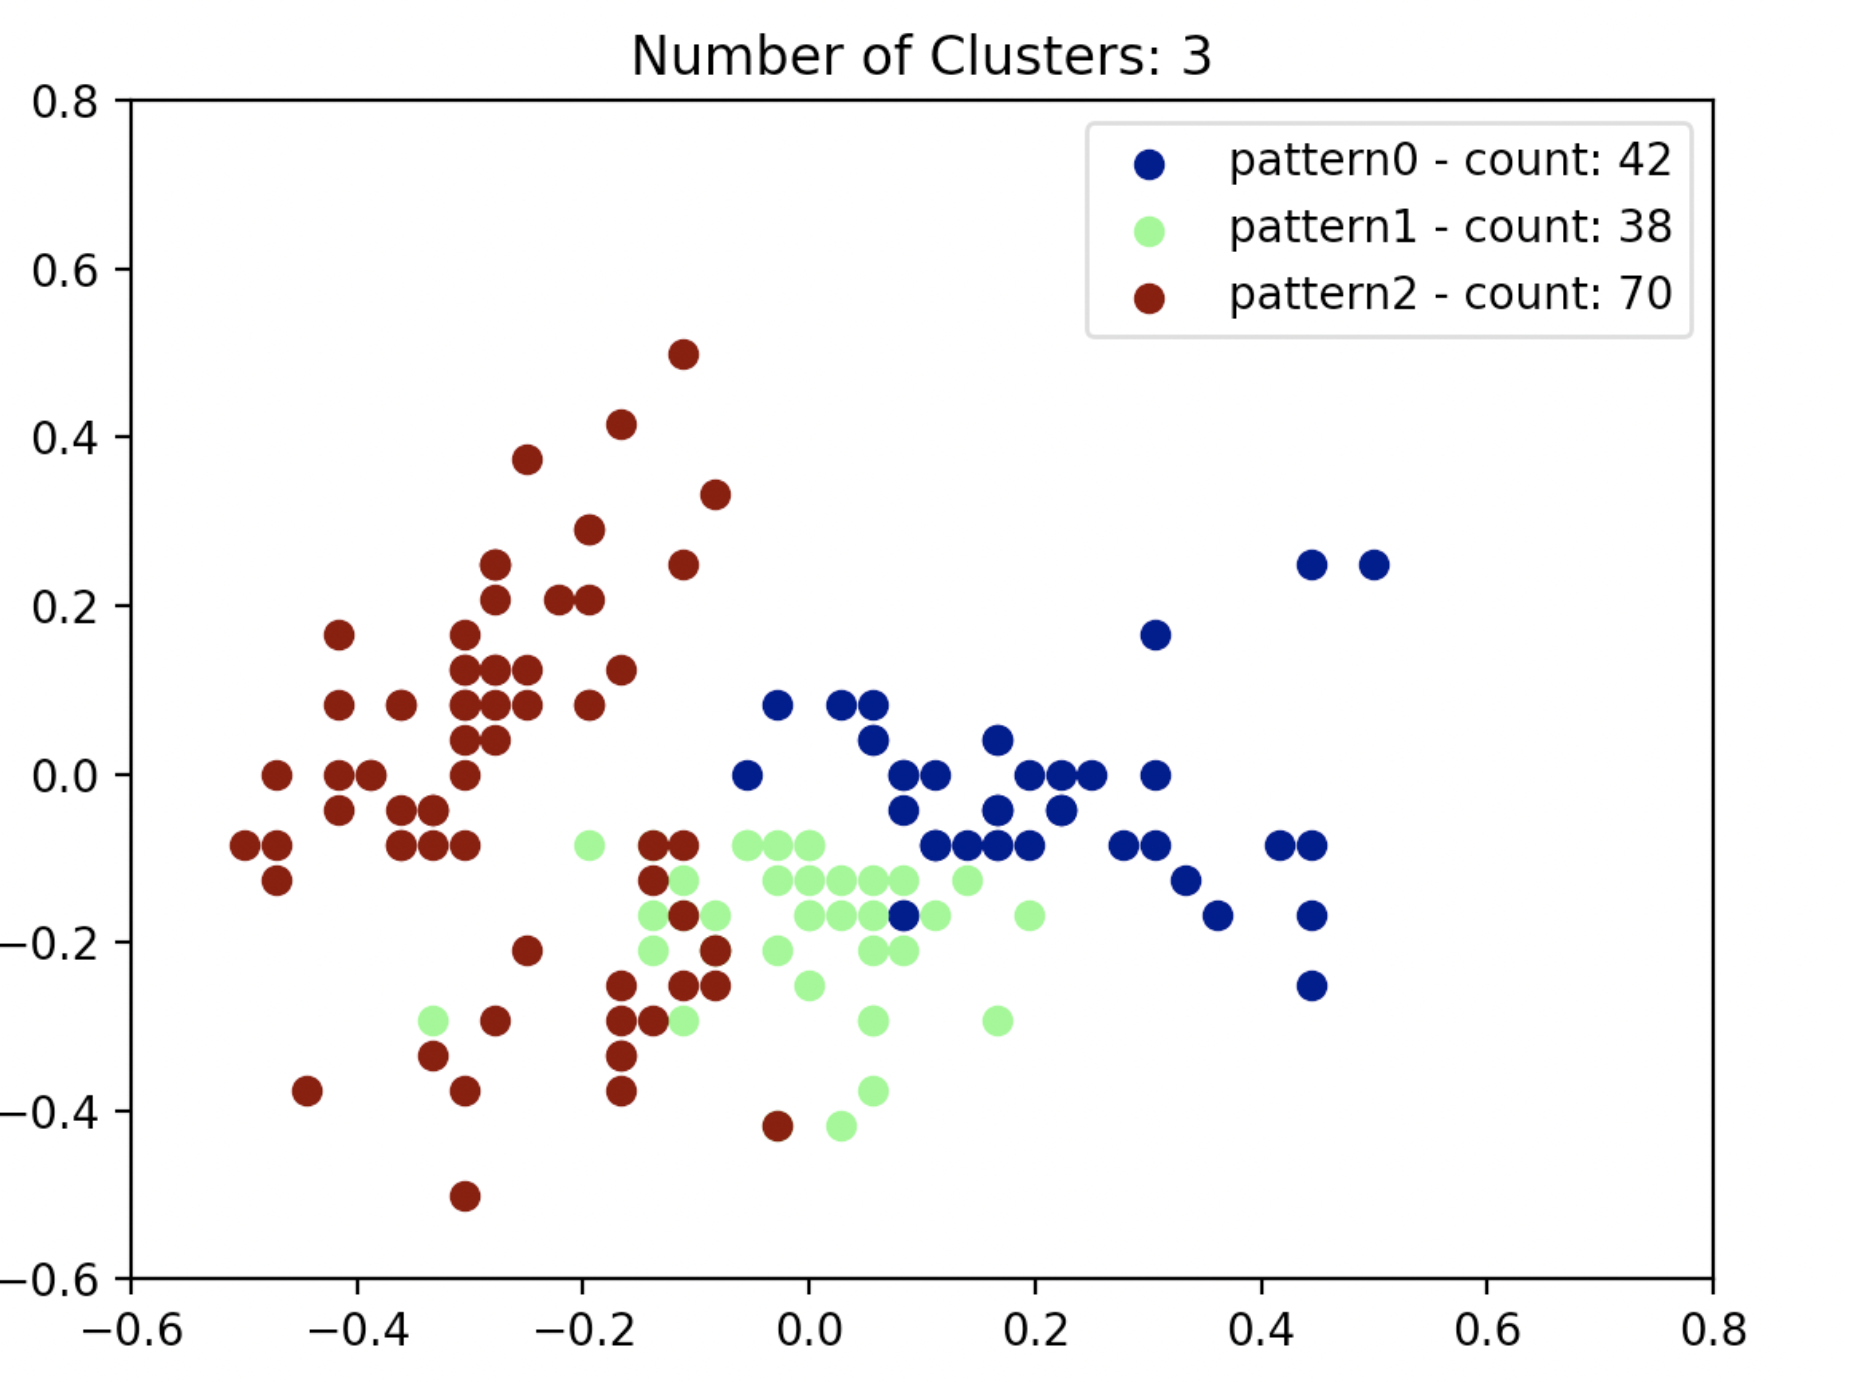 Number of Clusters: 3
pattern0 - count: 42
pattern1 - count: 38
pattern2 - count: 70
0.8
0.6
0.4
0.2
0.0
−0.2
−0.4
−0.6
−0.6 −0.4 −0.2 0.0 0.2 0.4 0.6 0.8